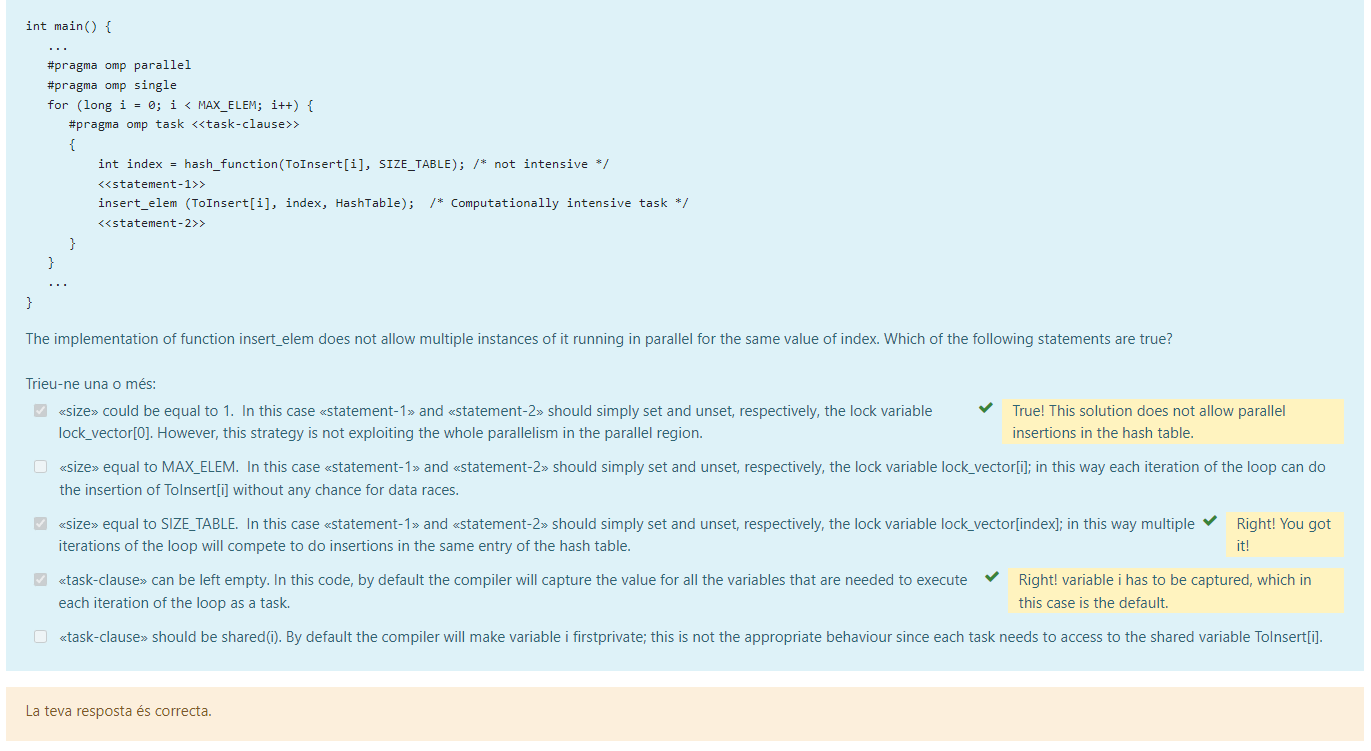 int main() {
...
#pragma omp parallel
#pragma omp single
for (long i = 0; i < MAX_ELEM; i++) {
#pragma omp task <<task-clause>>
{
int index = hash_function(ToInsert[i], SIZE_TABLE); /* not intensive */
<<statement-1>>
insert_elem (ToInsert[i], index, HashTable);  /* Computationally intensive task */
<<statement-2>>
}
}
...
}
The implementation of function insert_elem does not allow multiple instances of it running in parallel for the same value of index. Which of the following statements are true?
Trieu-ne una o més:
«size» could be equal to 1.  In this case «statement-1» and «statement-2» should simply set and unset, respectively, the lock variable
lock_vector[0]. However, this strategy is not exploiting the whole parallelism in the parallel region.
True! This solution does not allow parallel
insertions in the hash table.
«size» equal to MAX_ELEM.  In this case «statement-1» and «statement-2» should simply set and unset, respectively, the lock variable lock_vector[i]; in this way each iteration of the loop can do
the insertion of ToInsert[i] without any chance for data races.
«size» equal to SIZE_TABLE.  In this case «statement-1» and «statement-2» should simply set and unset, respectively, the lock variable lock_vector[index]; in this way multiple
iterations of the loop will compete to do insertions in the same entry of the hash table.
Right! You got
it!
«task-clause» can be left empty. In this code, by default the compiler will capture the value for all the variables that are needed to execute
each iteration of the loop as a task.
Right! variable i has to be captured, which in
this case is the default.
«task-clause» should be shared(i). By default the compiler will make variable i firstprivate; this is not the appropriate behaviour since each task needs to access to the shared variable ToInsert[i].
La teva resposta és correcta.